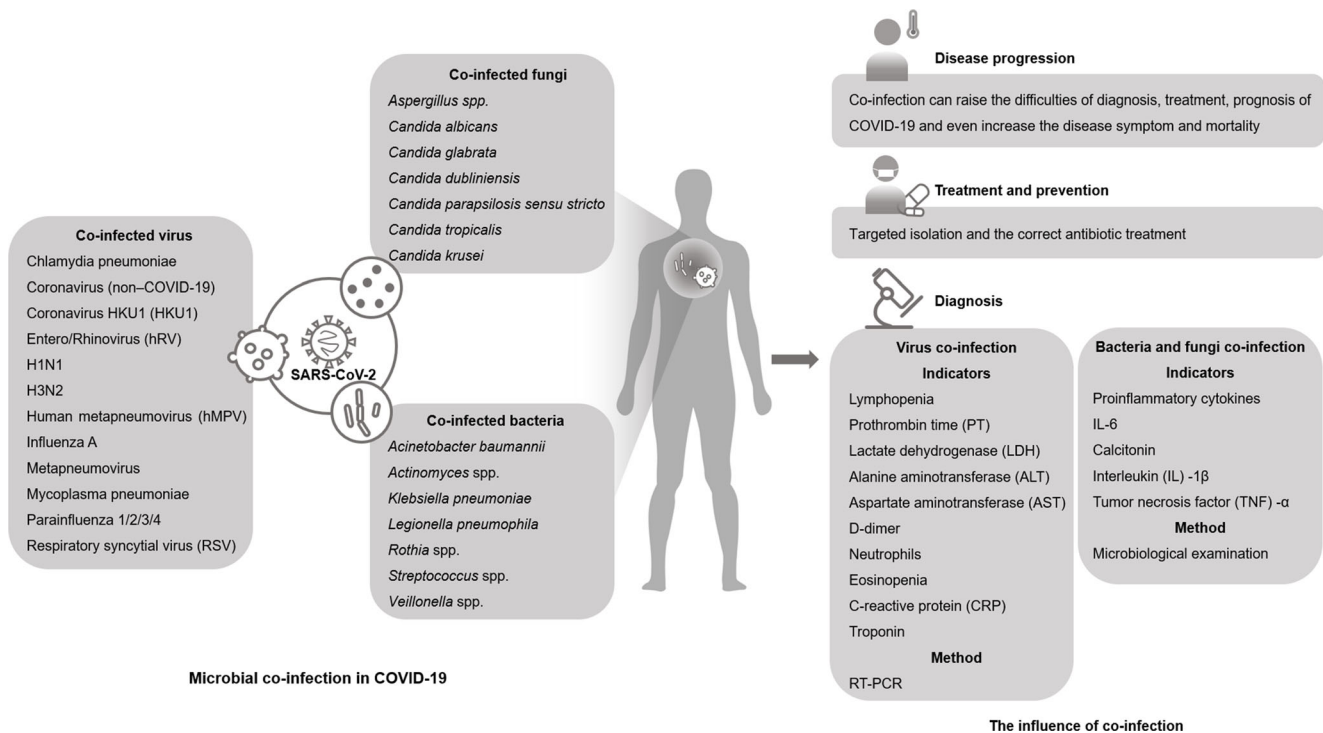 Co-infected fungi
Aspergillus spp.
Candida albicans
Candida glabrata
Candida dubliniensis
Candida parapsilosis sensu stricto
Candida tropicalis
Candida krusei
Co-infected virus
Chlamydia pneumoniae
Coronavirus (non–COVID-19)
Coronavirus HKU1 (HKU1)
Entero/Rhinovirus (hRV)
H1N1
H3N2
Human metapneumovirus (hMPV)
Influenza A
Metapneumovirus
Mycoplasma pneumoniae
Parainfluenza 1/2/3/4
Respiratory syncytial virus (RSV)
SARS-CoV-2
Co-infected bacteria
Acinetobacter baumannii
Actinomyces spp.
Klebsiella pneumoniae
Legionella pneumophila
Rothia spp.
Streptococcus spp.
Veillonella spp.
Microbial co-infection in COVID-19
Disease progression
Co-infection can raise the difficulties of diagnosis, treatment, prognosis of
COVID-19 and even increase the disease symptom and mortality
Treatment and prevention
Targeted isolation and the correct antibiotic treatment
Diagnosis
Virus co-infection
Indicators
Lymphopenia
Prothrombin time (PT)
Lactate dehydrogenase (LDH)
Alanine aminotransferase (ALT)
Aspartate aminotransferase (AST)
D-dimer
Neutrophils
Eosinopenia
C-reactive protein (CRP)
Troponin
Method
RT-PCR
Bacteria and fungi co-infection
Indicators
Proinflammatory cytokines
IL-6
Calcitonin
Interleukin (IL) -1β
Tumor necrosis factor (TNF) -α
Method
Microbiological examination
The influence of co-infection